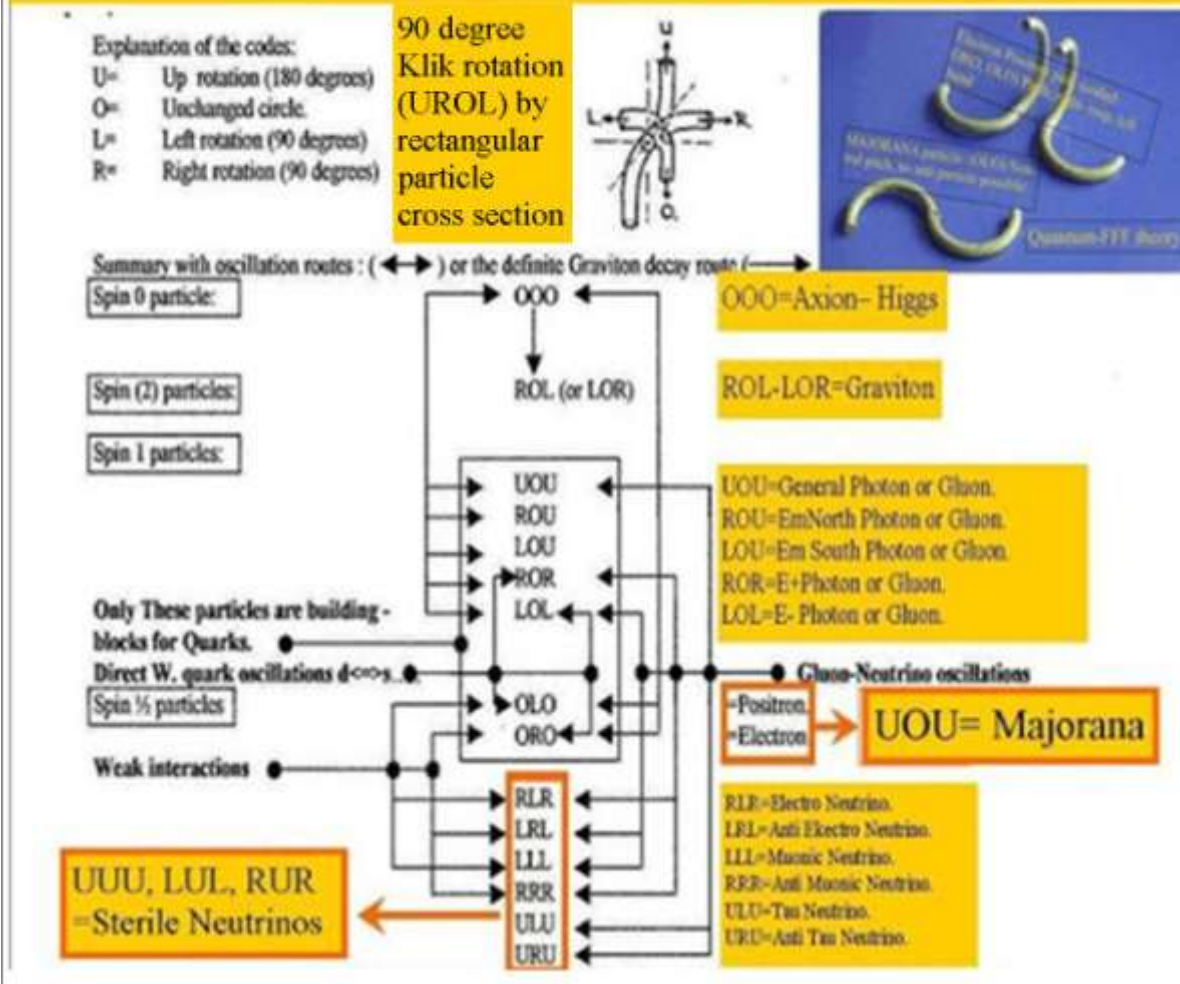 Explanation of the codes:
U= Up rotation (180 degrees)
O= Unchanged circle.
L= Left rotation (90 degrees)
R= Right rotation (90 degrees)
90 degree
Klik rotation
(UROL) by
rectangular
particle
cross section
U
L
R
O.
Quantum-FFF theory
Summary with oscillation routes : ( ) or the definite Graviton decay route (
Spin 0 particle:
OOO
OOO=Axion– Higgs
Spin (2) particles:
ROL (or LOR)
ROL-LOR=Graviton
Spin 1 particles:
UOU
ROU
LOU
ROR
LOL
UOU=General Photon or Gluon.
ROU=EmNorth Photon or Gluon.
LOU=Em South Photon or Gluon.
ROR=E+Photon or Gluon.
LOL=E- Photon or Gluon.
Only These particles are building -
blocks for Quarks.
Direct W. quark oscillations d<=>s
Gluon-Neutrino oscillations
Spin ½ particles
OLO
ORO
=Positron.
=Electron
UOU= Majorana
Weak interactions
RLR
LRL
LLL
RRR
ULU
URU
RLR=Electro Neutrino.
LRL=Anti Ekectro Neutrino.
LLL=Muonic Neutrino.
RRR=Anti Muonic Neutrino.
ULU=Tau Neutrino.
URU=Anti Tau Neutrino.
UUU, LUL, RUR
=Sterile Neutrinos